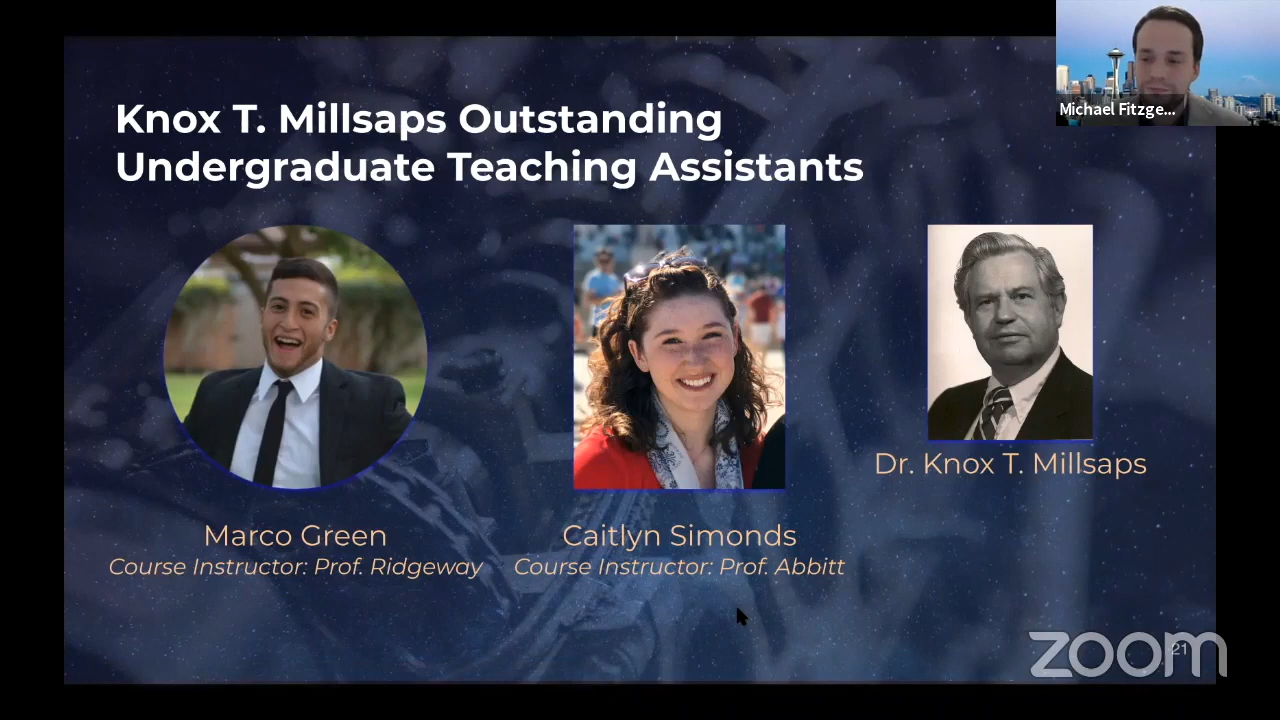 Michael Fitzge...
Knox T. Millsaps Outstanding
Undergraduate Teaching Assistants
Dr. Knox T. Millsaps
Marco Green
Course Instructor: Prof. Ridgeway
Caitlyn Simonds
Course Instructor: Prof. Abbitt
zoom
21